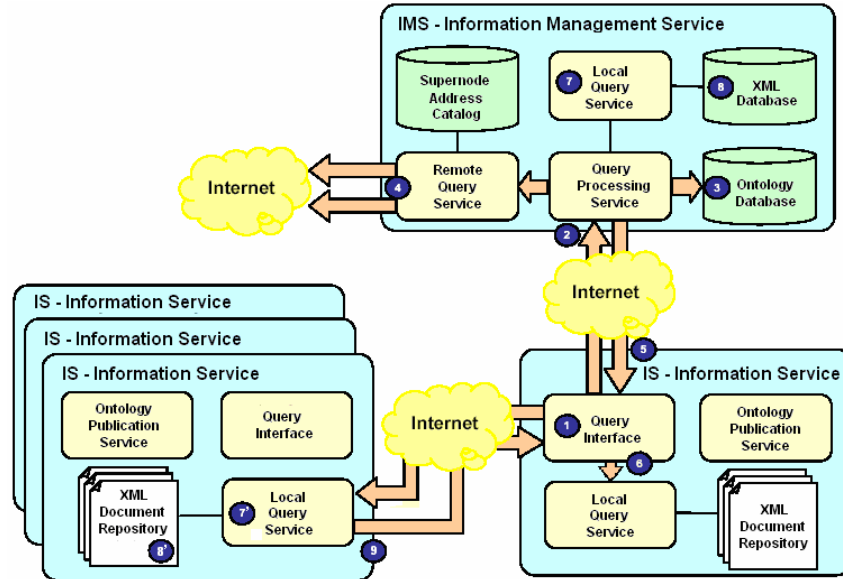 IMS - Information Management Service
Supernode
Address
Catalog
7
Local
Query
Service
8
XML
Database
Internet
4
Remote
Query
Service
Query
Processing
Service
3
Ontology
Database
2
Internet
5
IS - Information Service
IS - Information Service
IS - Information Service
Ontology
Publication
Service
Query
Interface
XML
Document
Repository
8'
7'
Local
Query
Service
9
Internet
IS - Information Service
1
Query
Interface
Ontology
Publication
Service
6
Local
Query
Service
XML
Document
Repository